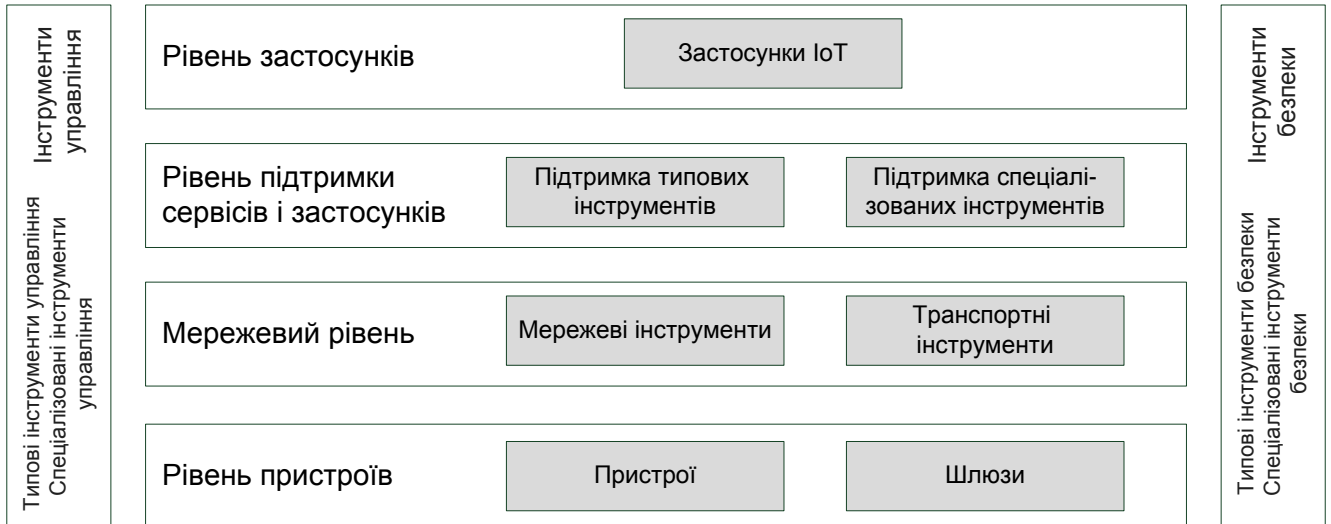 Інструменти
управління
Типові інструменти управління
Спеціалізовані інструменти
управління
Рівень застосунків
Застосунки IoT
Рівень підтримки
сервісів і застосунків
Підтримка типових
інструментів
Підтримка спеціалі-
зованих інструментів
Мережевий рівень
Мережеві інструменти
Транспортні
інструменти
Рівень пристроїв
Пристрої
Шлюзи
Інструменти
безпеки
Типові інструменти безпеки
Спеціалізовані інструменти
безпеки